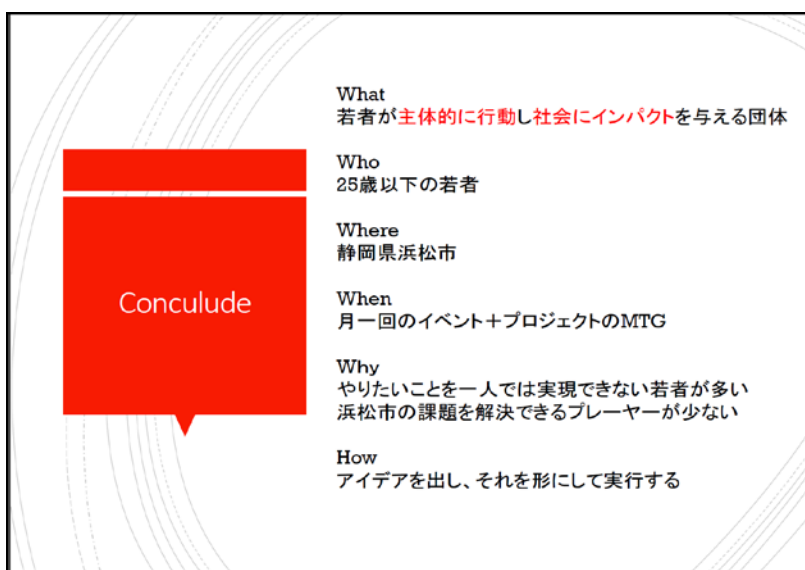 Conculude
What
若者が主体的に行動し社会にインパクトを与える団体
Who
25歳以下の若者
Where
静岡県浜松市
When
月一回のイベント＋プロジェクトのMTG
Why
やりたいことを一人では実現できない若者が多い
浜松市の課題を解決できるプレーヤーが少ない
How
アイデアを出し、それを形にして実行する